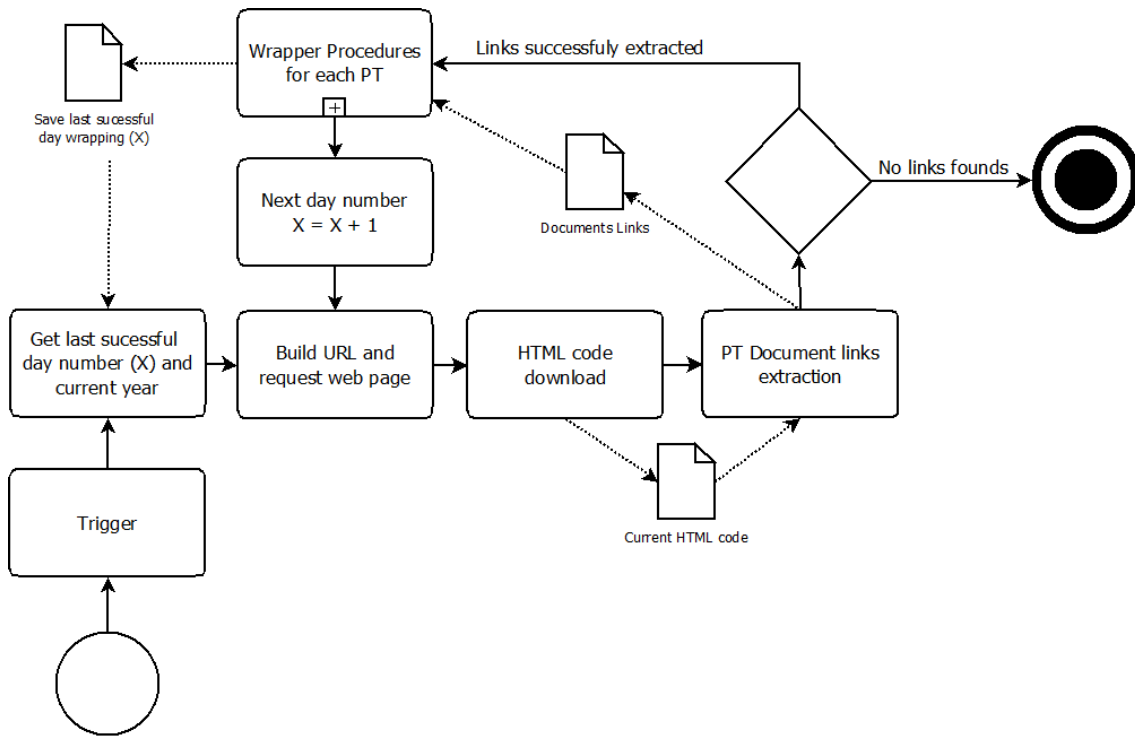 Links successfuly extracted
Wrapper Procedures
for each PT
+
Save last sucessful
day wrapping (X)
No links founds
Next day number
X = X + 1
Documents Links
Get last sucessful
day number (X) and
current year
Build URL and
request web page
HTML code
download
PT Document links
extraction
Trigger
Current HTML code